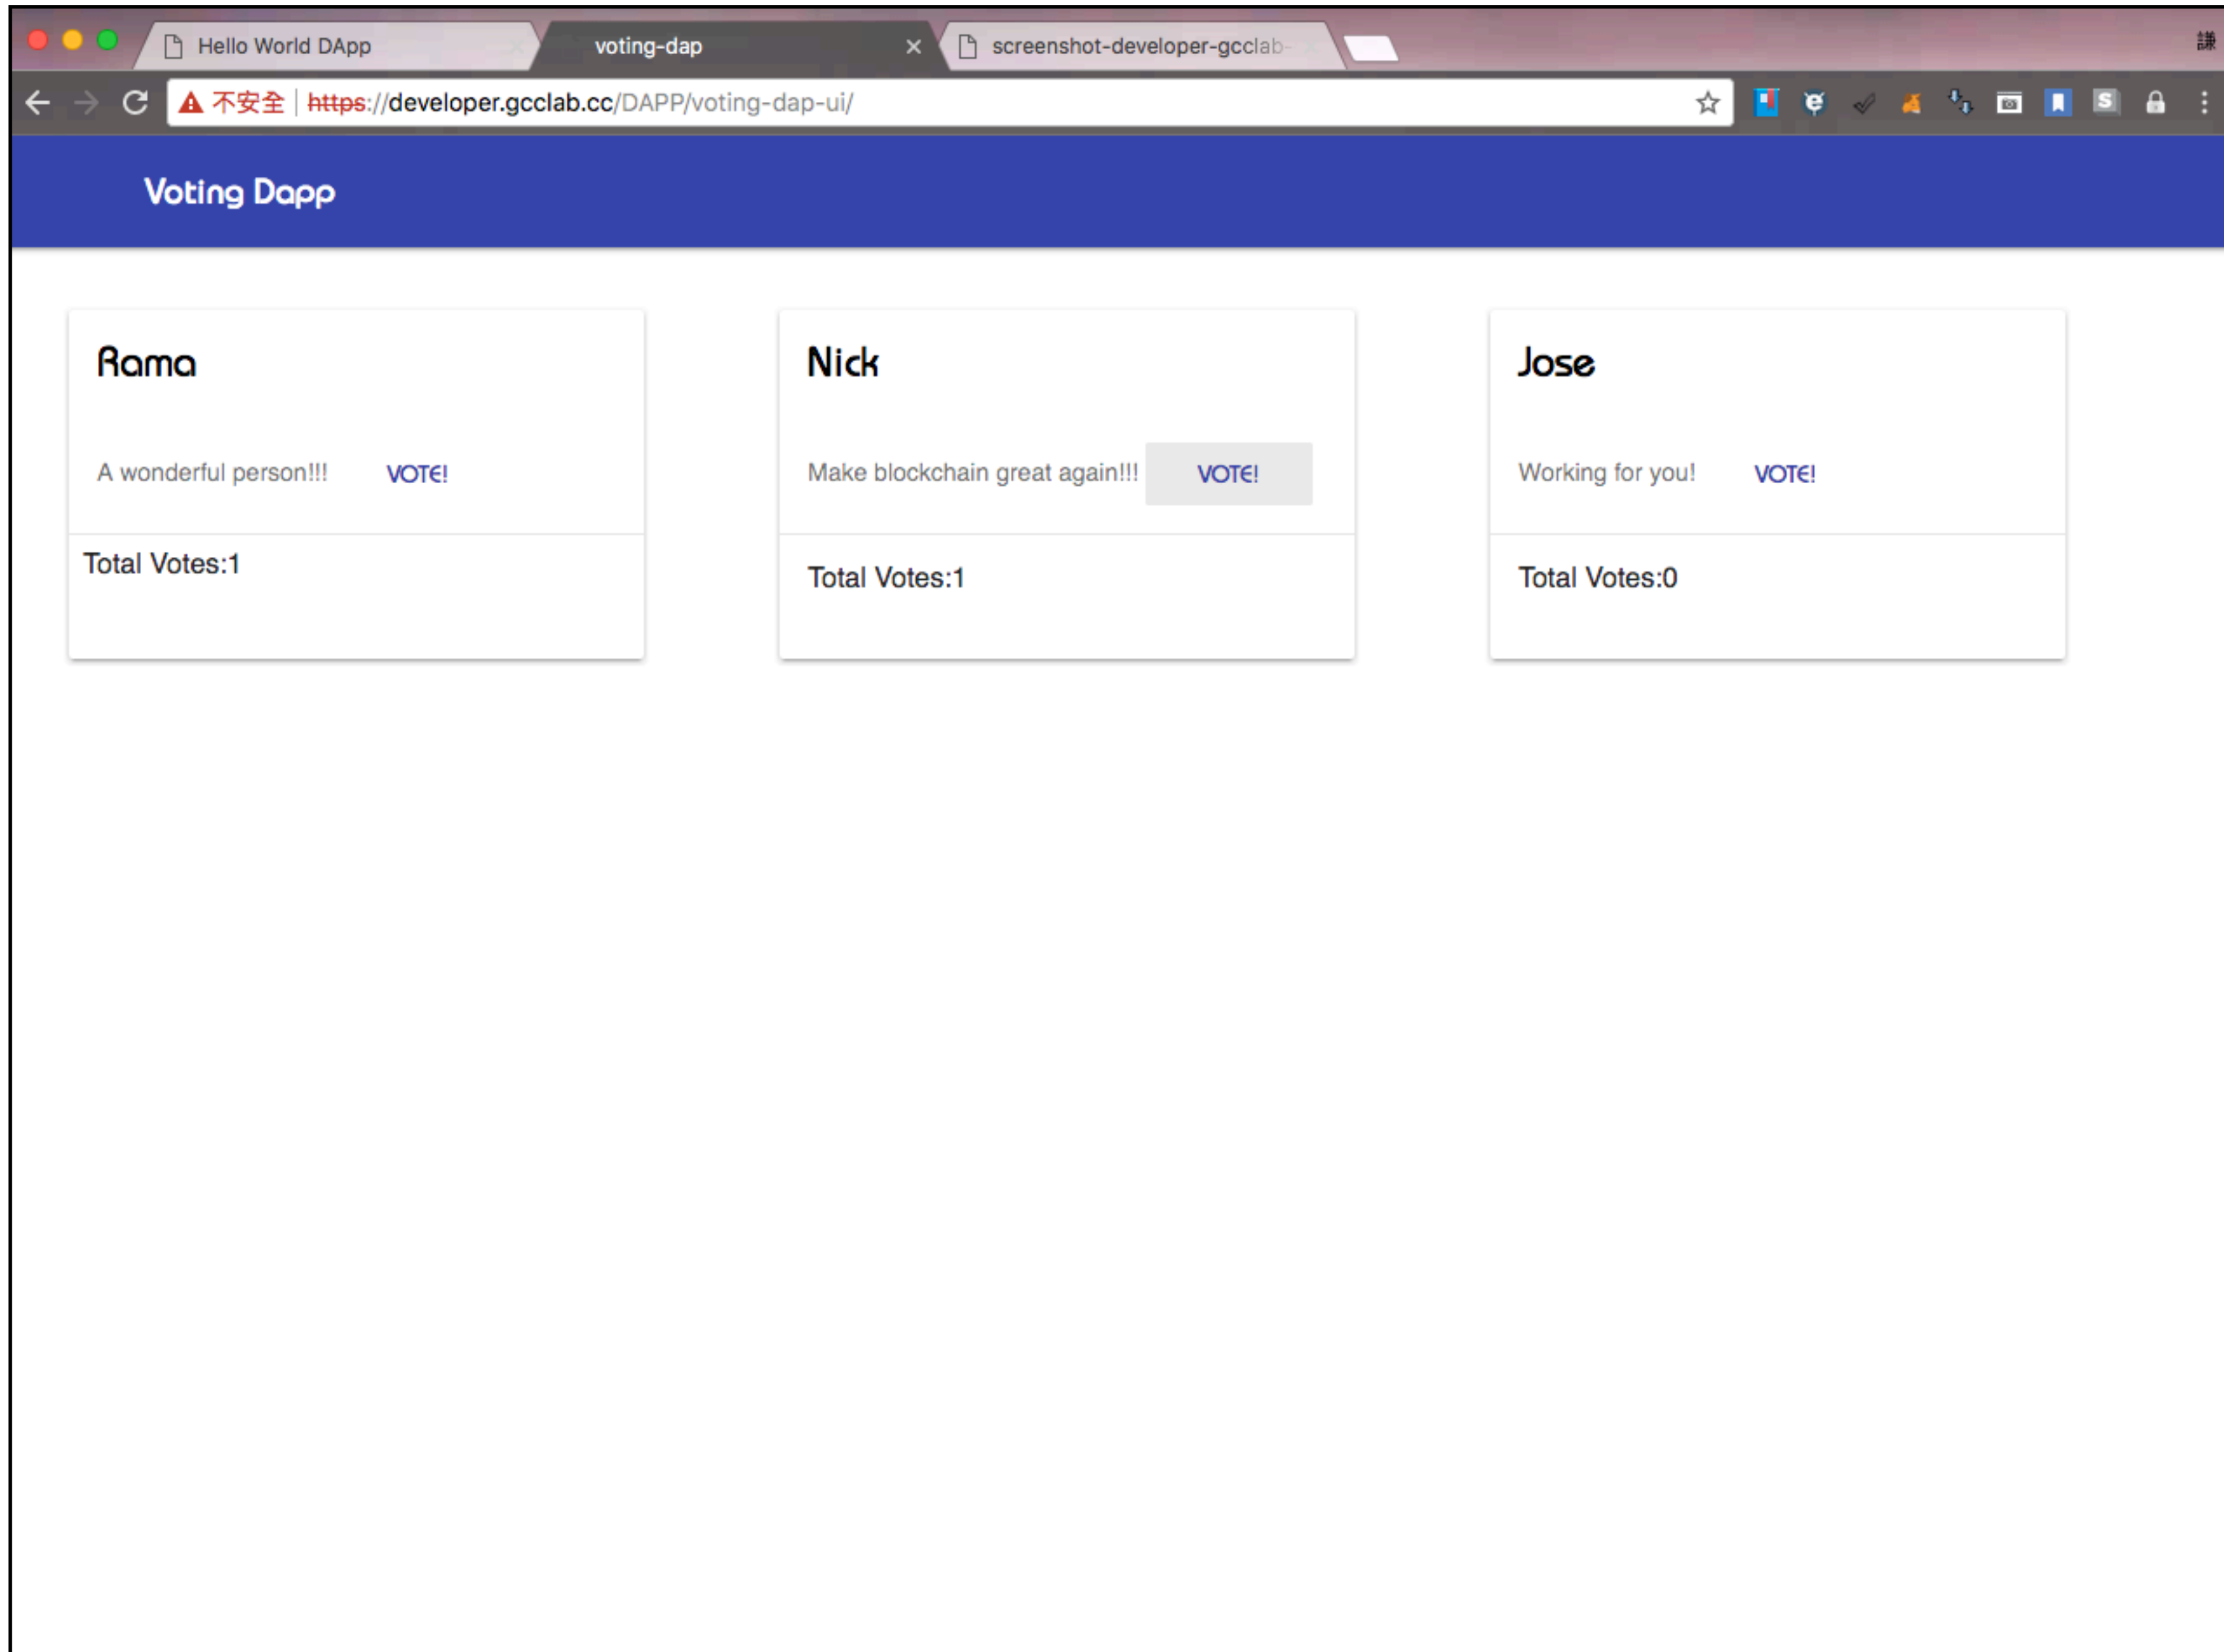 Hello World DApp
voting-dap
screenshot-developer-gcclab-
謙
不安全 | https://developer.gcclab.cc/DAPP/voting-dap-ui/
Voting Dapp
Rama
A wonderful person!!! VOTE!
Total Votes:1
Nick
Make blockchain great again!!! VOTE!
Total Votes:1
Jose
Working for you! VOTE!
Total Votes:0